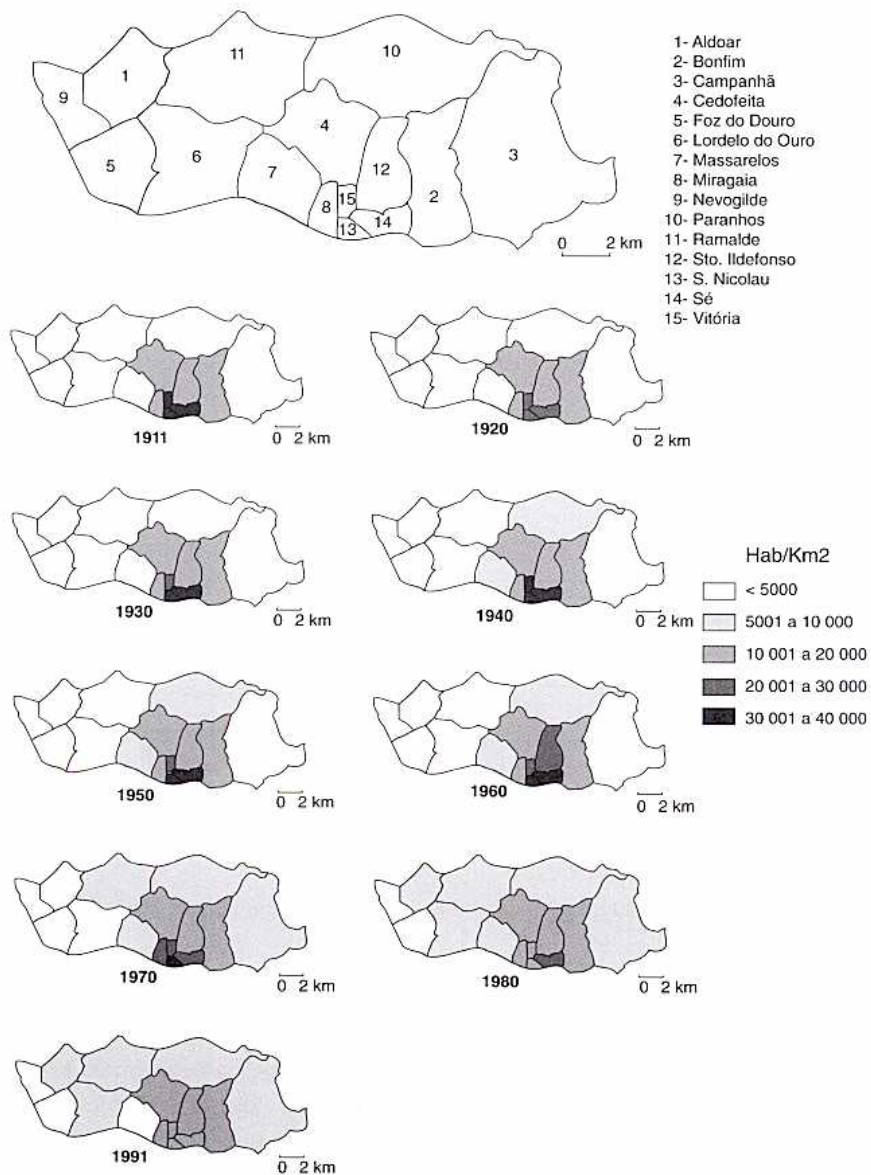 11
10
1
9
4
12
3
5
6
7
2
15
8
14
13
0 2 km
1- Aldoar
2- Bonfim
3- Campanhã
4- Cedofeita
5- Foz do Douro
6- Lordelo do Ouro
7- Massarelos
8- Miragaia
9- Nevogilde
10- Paranhos
11- Ramalde
12- Sto. Ildefonso
13- S. Nicolau
14- Sé
15- Vitória
1911
0 2 km
1920
0 2 km
1930
0 2 km
1940
0 2 km
Hab/Km2
< 5000
5001 a 10 000
10 001 a 20 000
20 001 a 30 000
30 001 a 40 000
1950
0 2 km
1960
0 2 km
1970
0 2 km
1980
0 2 km
1991
0 2 km